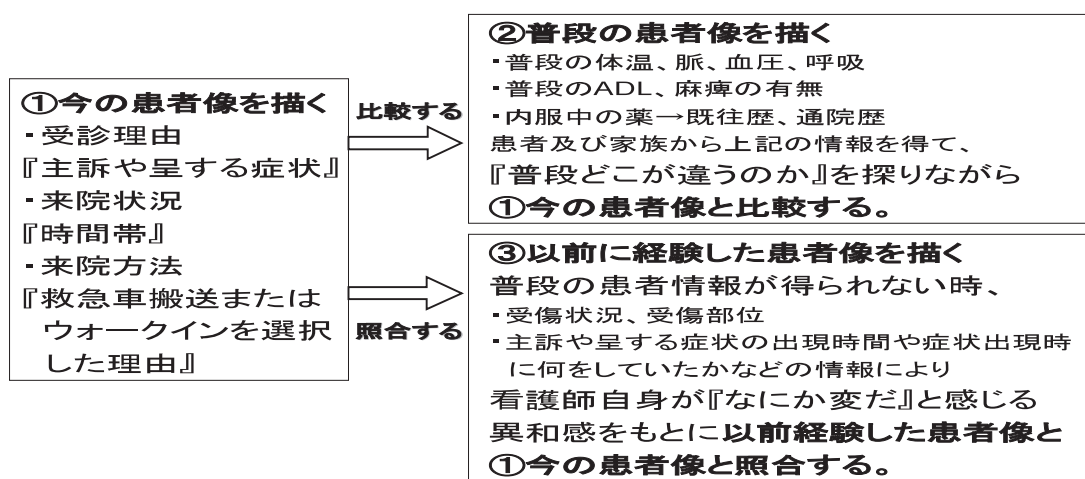 ①今の患者像を描く
・受診理由
『主訴や呈する症状』
・来院状況
『時間帯』
・来院方法
『救急車搬送または
ウォークインを選択
した理由』
比較する
照合する
②普段の患者像を描く
・普段の体温、脈、血圧、呼吸
・普段のADL、麻痺の有無
・内服中の薬→既往歴、通院歴
患者及び家族から上記の情報を得て、
『普段どこが違うのか』を探りながら
①今の患者像と比較する。
③以前に経験した患者像を描く
普段の患者情報が得られない時、
・受傷状況、受傷部位
・主訴や呈する症状の出現時間や症状出現時
に何をしていたかなどの情報により
看護師自身が『なにか変だ』と感じる
異和感をもとに以前経験した患者像と
①今の患者像と照合する。